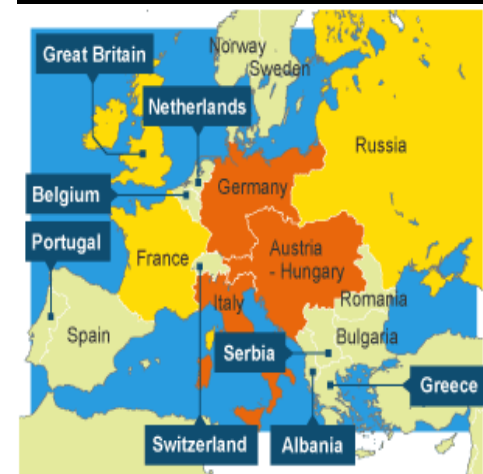 Norway
Great Britain
Sweden
Netherlands
Russia
Germany
Belgium
Portugal
France
Austria
- Hungary
Italy
Romania
Spain
Bulgaria
Serbia
Greece
Switzerland
Albania